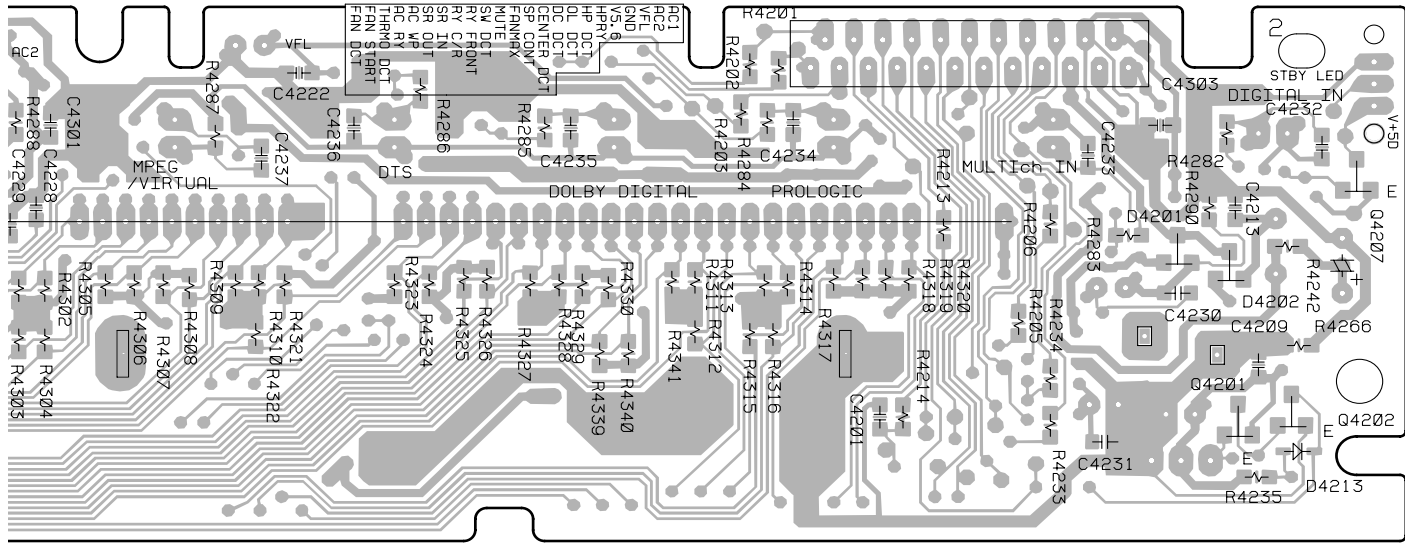 AC1
AC2
VFL
GND
V5.6
HPRY
HP DCT
OL DCT
DC DCT
CENTER DCT
SP CONT
FANMAX
MUTE
SW DCT
RY FRONT
RY C/R
SR IN
SR OUT
AC WP
AC RY
THRMO DCT
FAN START
FAN DCT
R4201
2
AC2
VFL
R4202
STBY LED
R4287
C4222
C4303
DIGITAL IN
C4232
V+5D
R4288
C4301
C4236
R4286
R4285
C4235
R4203
R4284
C4234
C4233
R4282
C4229
C4228
MPEG
/VIRTUAL
C4237
DTS
DOLBY DIGITAL
PROLOGIC
R4213
MULTIch IN
R4290
C4213
E
Q4207
R4206
R4283
D4201
R4302
R4305
R4309
R4323
R4330
R4311
R4313
R4314
R4318
R4319
R4320
D4202
R4242
C4230
C4209
R4266
R4306
R4307
R4308
R4310
R4321
R4324
R4325
R4326
R4327
R4328
R4329
R4341
R4312
R4317
R4205
R4234
R4303
R4304
R4322
R4339
R4340
R4315
R4316
C4201
R4214
Q4201
Q4202
E
E
C4231
R4233
R4235
D4213